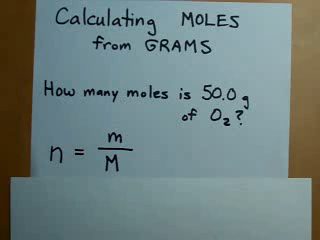 Calculating MOLES
from GRAMS
How many moles is 50.0 g
of O₂?
n = m/M